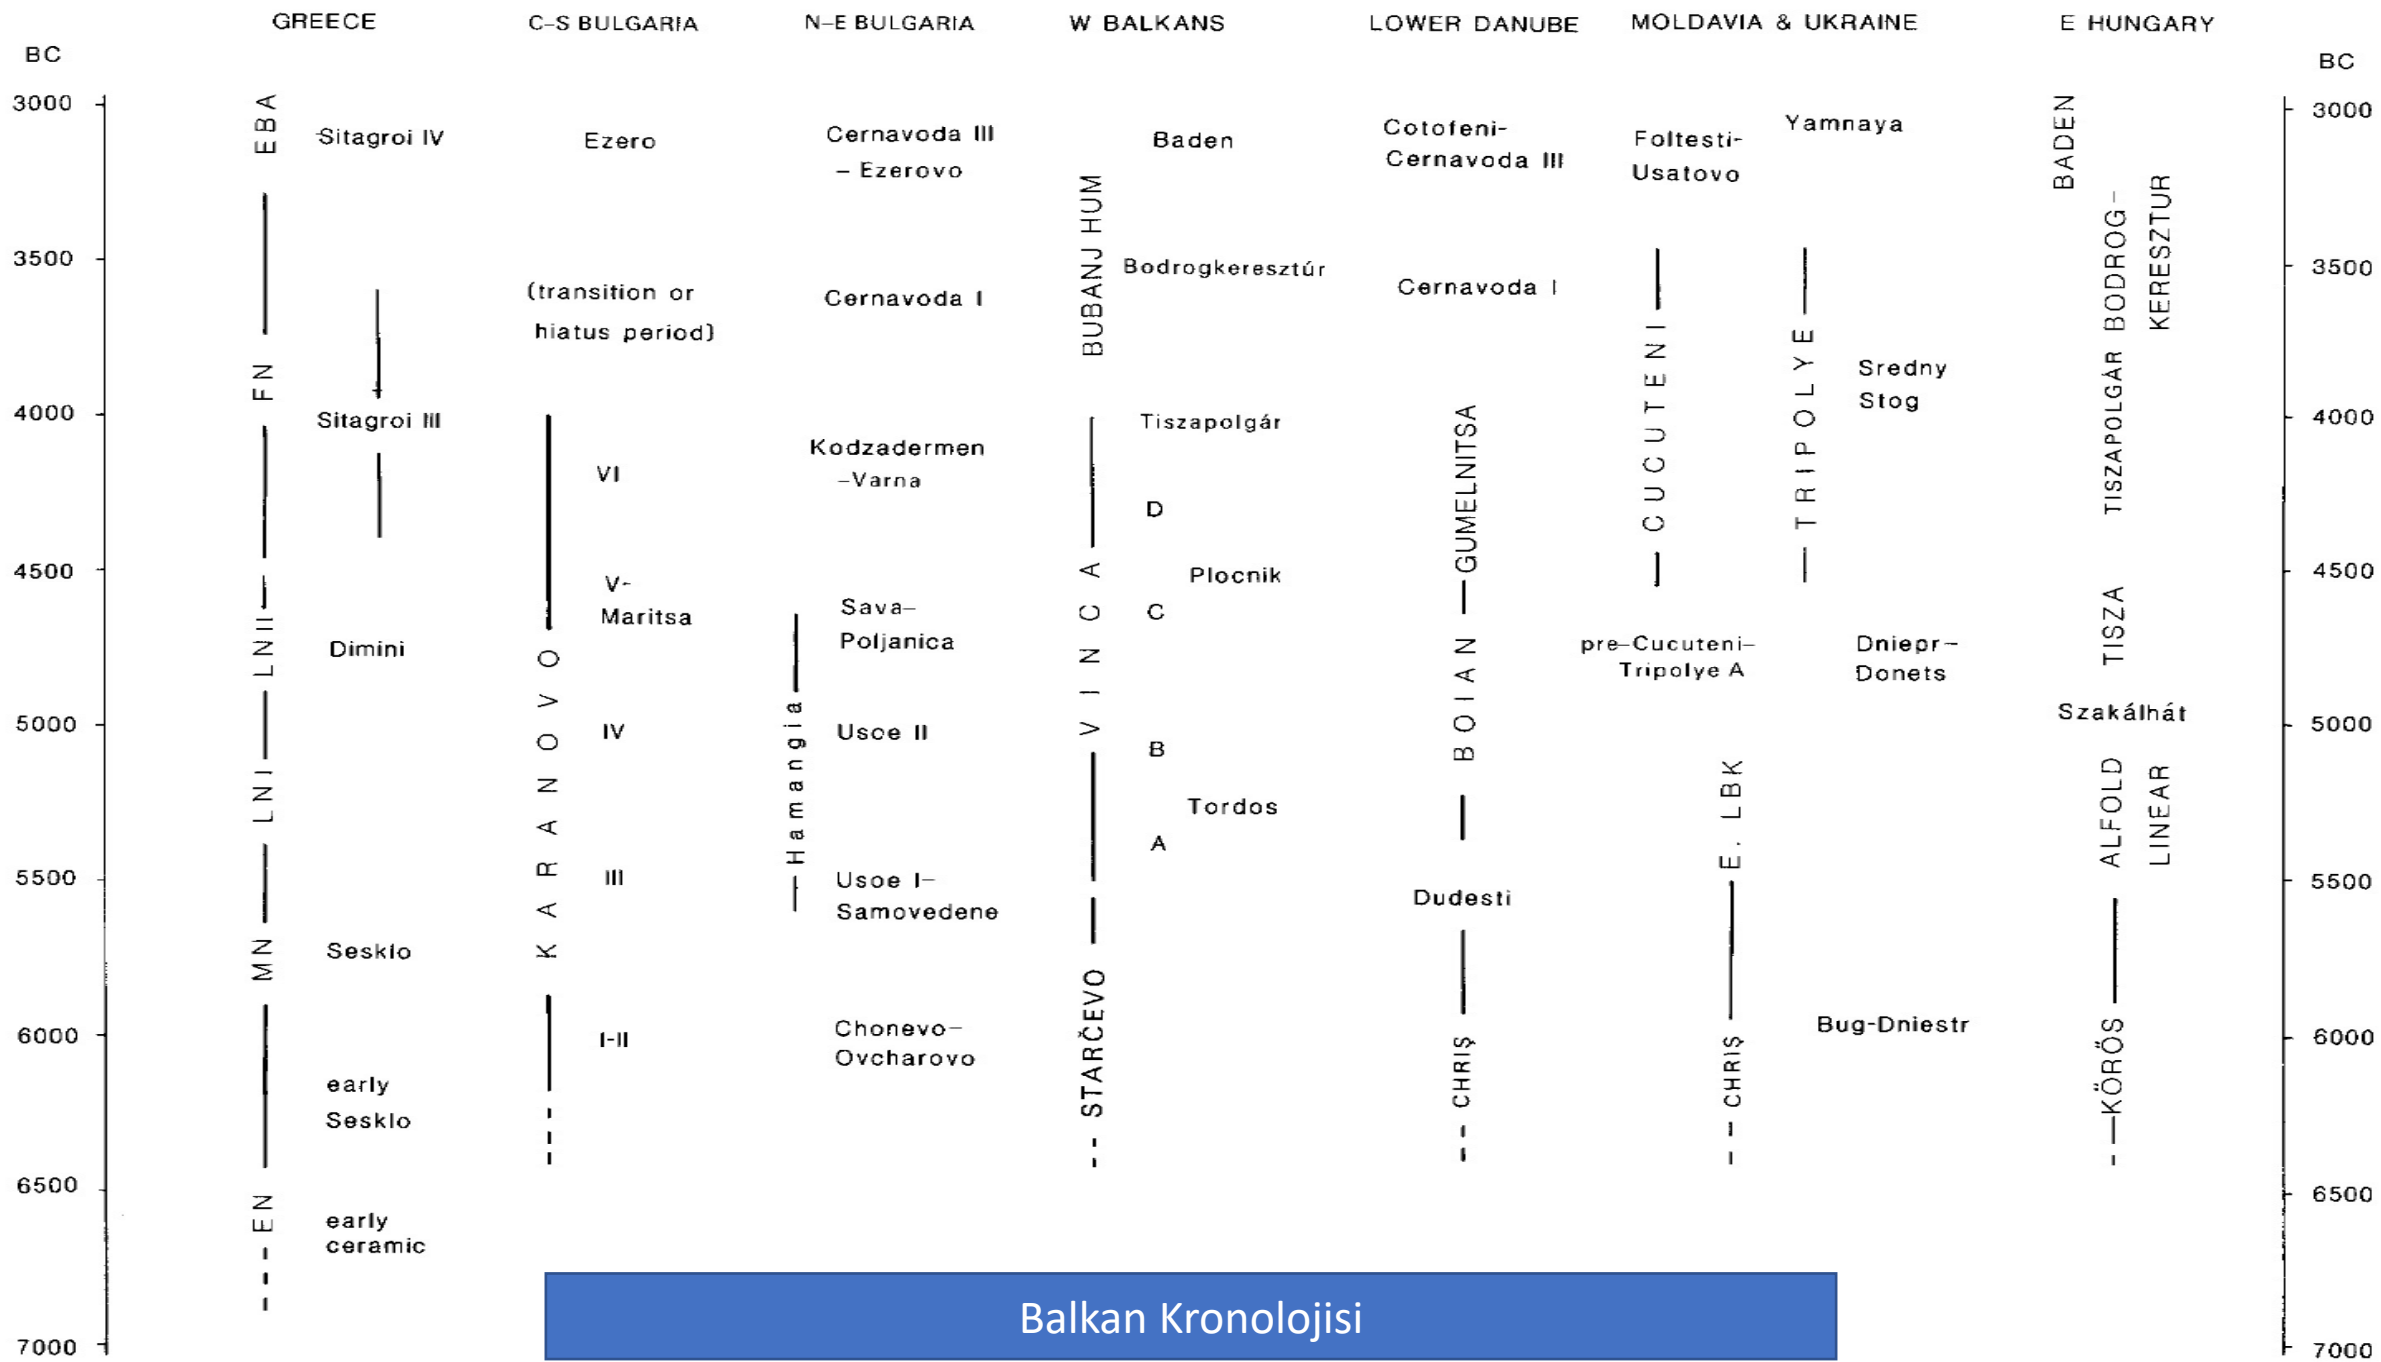 GREECE
C-S BULGARIA
N-E BULGARIA
W BALKANS
LOWER DANUBE
MOLDAVIA & UKRAINE
E HUNGARY
BC
3000
3500
4000
4500
5000
5500
6000
6500
7000
EBA
FN
LNII
LNI
MN
EN
Sitagroi IV
Sitagroi III
Dimini
Sesklo
early
Sesklo
early
ceramic
Ezero
(transition or
hiatus period)
KARANOVO
VI
V-
Maritsa
IV
III
I-II
Cernavoda III
- Ezerovo
Cernavoda I
Kodzadermen
-Varna
Hamangia
Sava-
Poljanica
Usoe II
Usoe I-
Samovedene
Chonevo-
Ovcharovo
BUBANJ HUM
VINCA
STARČEVO
Baden
Bodrogkeresztúr
Tiszapolgár
D
Plocnik
C
B
Tordos
A
Cotofeni-
Cernavoda III
Cernavoda I
GUMELNITSA
BOIAN
Dudesti
CHRIŞ
Foltesti-
Usatovo
Yamnaya
CUCUTENI
TRIPOLYE
Sredny
Stog
pre-Cucuteni-
Tripolye A
Dniepr-
Donets
E. LBK
Bug-Dniestr
CHRIŞ
BADEN
BODROG-
KERESZTUR
TISZAPOLGÁR
TISZA
Szakálhát
ALFOLD
LINEAR
KÖRÖS
BC
3000
3500
4000
4500
5000
5500
6000
6500
7000
Balkan Kronolojisi